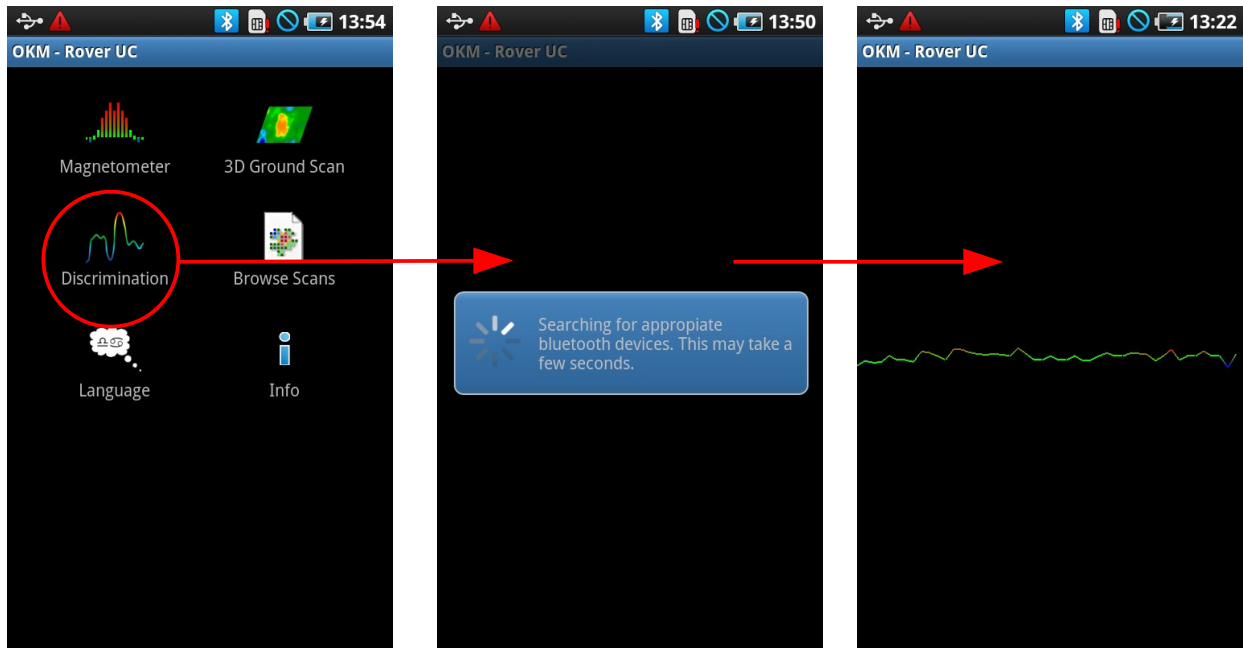 13:54
OKM - Rover UC
Magnetometer
3D Ground Scan
Discrimination
Browse Scans
Language
Info
13:50
OKM - Rover UC
Searching for appropiate
bluetooth devices. This may take a
few seconds.
13:22
OKM - Rover UC